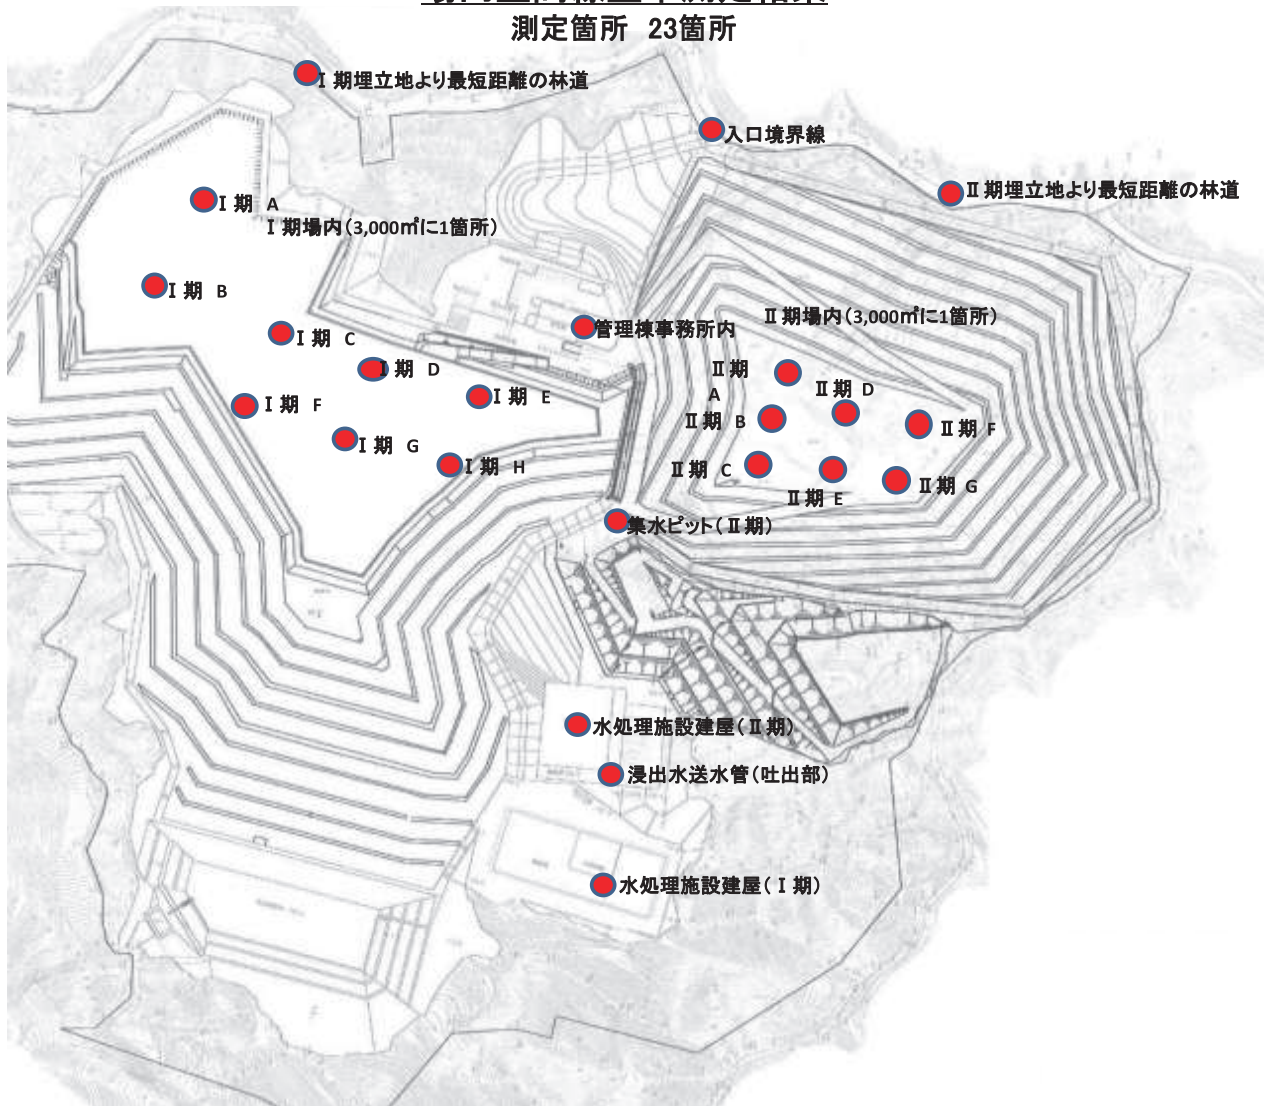 測定箇所 23箇所
Ⅰ期埋立地より最短距離の林道
入口境界線
Ⅱ期埋立地より最短距離の林道
Ⅰ期 A
Ⅰ期場内(3,000㎡に1箇所)
Ⅰ期 B
Ⅰ期 C
管理棟事務所内
Ⅱ期場内(3,000㎡に1箇所)
Ⅰ期 D
Ⅱ期
A
Ⅱ期 D
Ⅰ期 E
Ⅰ期 F
Ⅱ期 B
Ⅱ期 F
Ⅰ期 G
Ⅰ期 H
Ⅱ期 C
Ⅱ期 E
Ⅱ期 G
集水ピット(Ⅱ期)
水処理施設建屋(Ⅱ期)
浸出水送水管(吐出部)
水処理施設建屋(Ⅰ期)